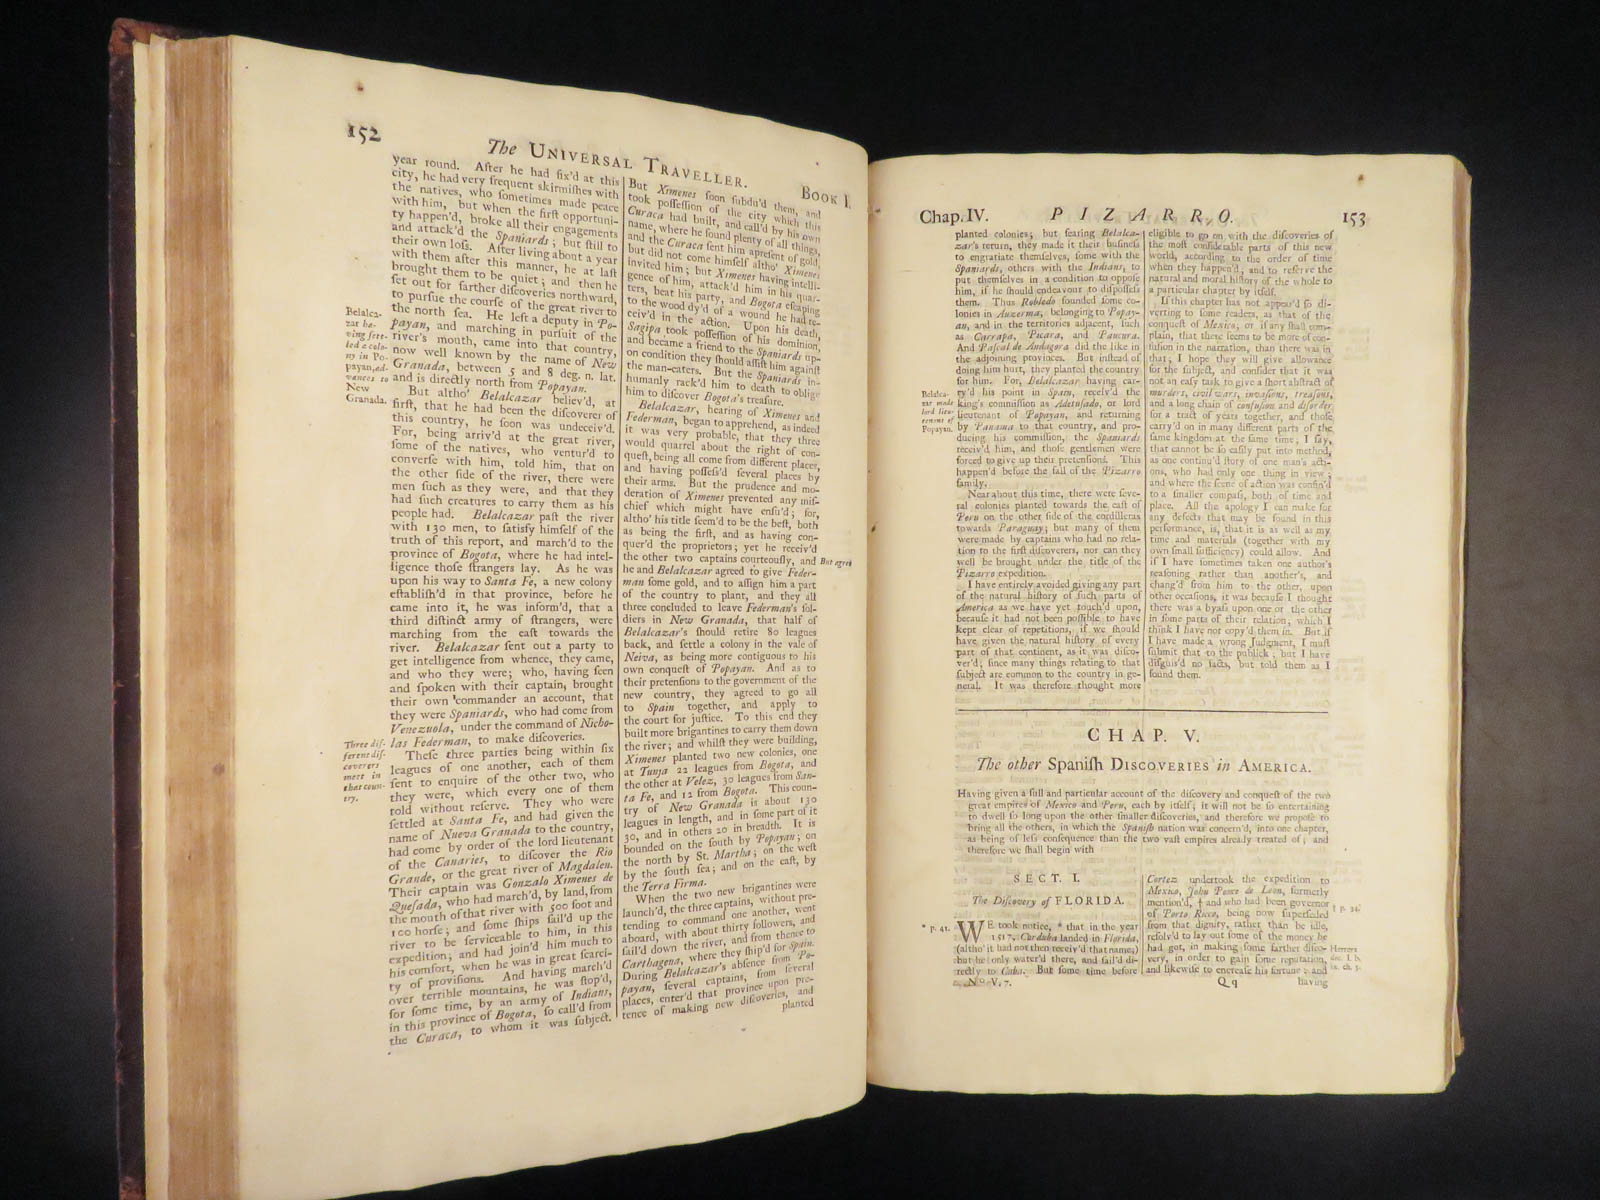 152
The UNIVERSAL TRAVELLER.
BOOK I.
year round. After he had fix'd at this
city, he had very frequent skirmiſhes with
the natives, who ſometimes made peace
with him, but when the firſt opportuni-
ty happen'd, broke all their engagements
and attack'd the Spaniards; but ſtill to
their own loſs. After living about a year
with them after this manner, he at laſt
brought them to be quiet; and then he
ſet out for farther diſcoveries northward,
to purſue the courſe of the great river to
the north ſea. He left a deputy in Po-
payan, and marching in purſuit of the
river's mouth, came into that country,
now well known by the name of New
Granada, between 5 and 8 deg. n. lat.
and is directly north from Popayan.
But altho' Belalcazar believ'd, at
firſt, that he had been the diſcoverer of
this country, he ſoon was undeceiv'd.
For, being arriv'd at the great river,
ſome of the natives, who ventur'd to
converſe with him, told him, that on
the other ſide of the river, there were
men ſuch as they were, and that they
had ſuch creatures to carry them as his
people had. Belalcazar paſt the river
with 130 men, to ſatisfy himſelf of the
truth of this report, and march'd to the
province of Bogota, where he had intel-
ligence thoſe ſtrangers lay. As he was
upon his way to Santa Fe, a new colony
eſtabliſh'd in that province, before he
came into it, he was inform'd, that a
third diſtinct army of ſtrangers, were
marching from the eaſt towards the
river. Belalcazar ſent out a party to
get intelligence from whence, they came,
and who they were; who, having ſeen
and ſpoken with their captain, brought
their own commander an account, that
they were Spaniards, who had come from
Venezuola, under the command of Nicho-
las Federman, to make diſcoveries.
Theſe three parties being within ſix
leagues of one another, each of them
ſent to enquire of the other two, who
they were, which every one of them
told without reſerve. They who were
ſettled at Santa Fe, and had given the
name of Nueva Granada to the country,
had come by order of the lord lieutenant
of the Canaries, to diſcover the Rio
Grande, or the great river of Magdalen.
Their captain was Gonzalo Ximenes de
Queſada, who had march'd, by land, from
the mouth of that river with 500 foot and
100 horſe; and ſome ſhips ſail'd up the
river to be ſerviceable to him, in this
expedition; and had join'd him much to
his comfort, when he was in great ſcarci-
ty of proviſions. And having march'd
over terrible mountains, he was ſtop'd,
for ſome time, by an army of Indians,
in this province of Bogota, ſo call'd from
the Curaca, to whom it was ſubject.
Belalca-
zar ha-
ving ſett-
led a colo-
ny in Po-
payan, ad-
vances to
New
Granada.
Three dif-
ferent diſ-
coverers
meet in
that coun-
try.
But Ximenes ſoon ſubdu'd them, and
took poſſeſſion of the city which this
Curaca had built, and call'd by his own
name, where he found plenty of all things,
and the Curaca ſent him a preſent of gold,
but did not come himſelf altho' Ximenes
invited him; but Ximenes having intelli-
gence of him, attack'd him in his quar-
ters, beat his party, and Bogota eſcaping
to the wood dy'd of a wound he had re-
ceiv'd in the action. Upon his death,
Sagipa took poſſeſſion of his dominion,
and became a friend to the Spaniards up-
on condition they ſhould aſſiſt him againſt
the man-eaters. But the Spaniards in-
humanly rack'd him to death to oblige
him to diſcover Bogota's treaſure.
Belalcazar, hearing of Ximenes and
Federman, began to apprehend, as indeed
it was very probable, that they three
would quarrel about the right of con-
queſt, being all come from different places,
and having poſſeſs'd ſeveral places by
their arms. But the prudence and mo-
deration of Ximenes prevented any miſ-
chief which might have enſu'd; for,
altho' his title ſeem'd to be the beſt, both
as being the firſt, and as having con-
quer'd the proprietors; yet he receiv'd
the other two captains courteouſly, and
he and Belalcazar agreed to give Feder-
man ſome gold, and to aſſign him a part
of the country to plant, and they all
three concluded to leave Federman's ſol-
diers in New Granada, that half of
Belalcazar's ſhould retire 80 leagues
back, and ſettle a colony in the vale of
Neiva, as being more contiguous to his
own conqueſt of Popayan. And as to
their pretenſions to the government of the
new country, they agreed to go all
to Spain together, and apply to
the court for juſtice. To this end they
built more brigantines to carry them down
the river; and whilſt they were building,
Ximenes planted two new colonies, one
at Tunja 22 leagues from Bogota, and
the other at Velez, 30 leagues from San-
ta Fe, and 12 from Bogota. This coun-
try of New Granada is about 130
leagues in length, and in ſome part of it
30, and in others 20 in breadth. It is
bounded on the ſouth by Popayan; on
the north by St. Martha; on the weſt
by the ſouth ſea; and on the eaſt, by
the Terra Firma.
When the two new brigantines were
launch'd, the three captains, without pre-
tending to command one another, went
aboard, with about thirty followers, and
ſail'd down the river, and from thence to
Carthagena, where they ſhip'd for Spain.
During Belalcazar's abſence from Po-
payan, ſeveral captains, from ſeveral
places, enter'd that province upon pre-
tence of making new diſcoveries, and
planted
But agree
Chap. IV.
PIZARRO.
153
planted colonies; but fearing Belalca-
zar's return, they made it their buſineſs
to engratiate themſelves, ſome with the
Spaniards, others with the Indians, to
put themſelves in a condition to oppoſe
him, if he ſhould endeavour to diſpoſſeſs
them. Thus Robledo founded ſome co-
lonies in Auzerma, belonging to Popay-
an, and in the territories adjacent, ſuch
as Carrapa, Picara, and Paucura.
And Paſcal de Andagora did the like in
the adjoining provinces. But inſtead of
doing him hurt, they planted the country
for him. For, Belalcazar having car-
ry'd his point in Spain, receiv'd the
king's commiſſion as Adetuſado, or lord
lieutenant of Popayan, and returning
by Panama to that country, and pro-
ducing his commiſſion, the Spaniards
receiv'd him, and thoſe gentlemen were
forced to give up their pretenſions. This
happen'd before the fall of the Pizarro
family.
Near about this time, there were ſeve-
ral colonies planted towards the eaſt of
Peru on the other ſide of the cordilleras
towards Paraguay; but many of them
were made by captains who had no rela-
tion to the firſt diſcoverers, nor can they
well be brought under the title of the
Pizarro expedition.
I have entirely avoided giving any part
of the natural hiſtory of ſuch parts of
America as we have yet touch'd upon,
becauſe it had not been poſſible to have
kept clear of repetitions, if we ſhould
have given the natural hiſtory of every
part of that continent, as it was diſco-
ver'd; ſince many things relating to that
ſubject are common to the country in ge-
neral. It was therefore thought more
Belalca-
zar made
lord lieu-
tenant of
Popayan.
eligible to go on with the diſcoveries of
the moſt conſiderable parts of this new
world, according to the order of time
when they happen'd, and to reſerve the
natural and moral hiſtory of the whole to
a particular chapter by itſelf.
If this chapter has not appear'd ſo di-
verting to ſome readers, as that of the
conqueſt of Mexico, or if any ſhall com-
plain, that there ſeems to be more of con-
fuſion in the narration, than there was in
that; I hope they will give allowance
for the ſubject, and conſider that it was
not an eaſy task to give a ſhort abſtract of
murders, civil wars, invaſions, treaſons,
and a long chain of confuſion and diſorder,
for a tract of years together, and thoſe
carry'd on in many different parts of the
ſame kingdom at the ſame time; I ſay,
that cannot be ſo eaſily put into method,
as one continu'd ſtory of one man's acti-
ons, who had only one thing in view;
and where the ſcene of action was confin'd
to a ſmaller compaſs, both of time and
place. All the apology I can make for
any defects that may be found in this
performance, is, that it is as well as my
time and materials (together with my
own ſmall ſufficiency) could allow. And
if I have ſometimes taken one author's
reaſoning rather than another's, and
chang'd from him to the other, upon
other occaſions, it was becauſe I thought
there was a byaſs upon one or the other
in ſome parts of their relation, which I
think I have not copy'd them in. But if
I have made a wrong Judgment, I muſt
ſubmit that to the publick; but I have
diſguis'd no facts, but told them as I
found them.
CHAP. V.
The other Spaniſh DISCOVERIES in AMERICA.
Having given a full and particular account of the diſcovery and conqueſt of the two
great empires of Mexico and Peru, each by itſelf; it will not be ſo entertaining
to dwell ſo long upon the other ſmaller diſcoveries, and therefore we propoſe to
bring all the others, in which the Spaniſh nation was concern'd, into one chapter,
as being of leſs conſequence than the two vaſt empires already treated of; and
therefore we ſhall begin with
SECT. I.
The Diſcovery of FLORIDA.
* p. 41.
WE took notice, * that in the year
1517, Corduba landed in Florida,
(altho' it had not then receiv'd that name;)
but he only water'd there, and ſail'd di-
rectly to Cuba. But ſome time before
No. V. 7.
Cortez undertook the expedition to
Mexico, John Ponce de Leon, formerly
mention'd, † and who had been governor
of Porto Ricco, being now ſuperſeded
from that dignity, rather than be idle,
reſolv'd to lay out ſome of the money he
had got, in making ſome farther diſco-
very, in order to gain ſome reputation,
and likewiſe to encreaſe his fortune: and
Qq
having
† p. 34.
Herrera
dec. I. b.
ix. ch. 5.